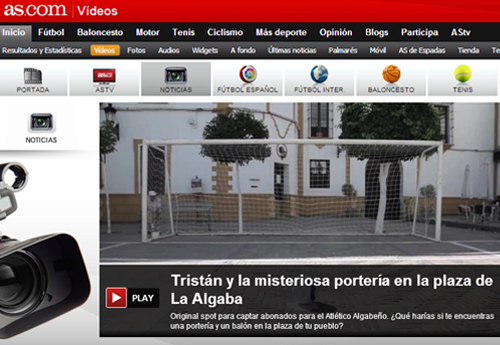 as.com Vídeos
Inicio Fútbol Baloncesto Motor Tenis Ciclismo Más deporte Opinión Blogs Participa AStv
Resultados y Estadísticas Vídeos Fotos Audios Widgets A fondo Últimas noticias Palmarés Móvil AS de Espadas Tienda
PORTADA ASTV NOTICIAS FÚTBOL ESPAÑOL FÚTBOL INTER. BALONCESTO TENIS
NOTICIAS
Tristán y la misteriosa portería en la plaza de
La Algaba
PLAY
Original spot para captar abonados para el Atlético Algabeño. ¿Qué harías si te encuentras
una portería y un balón en la plaza de tu pueblo?